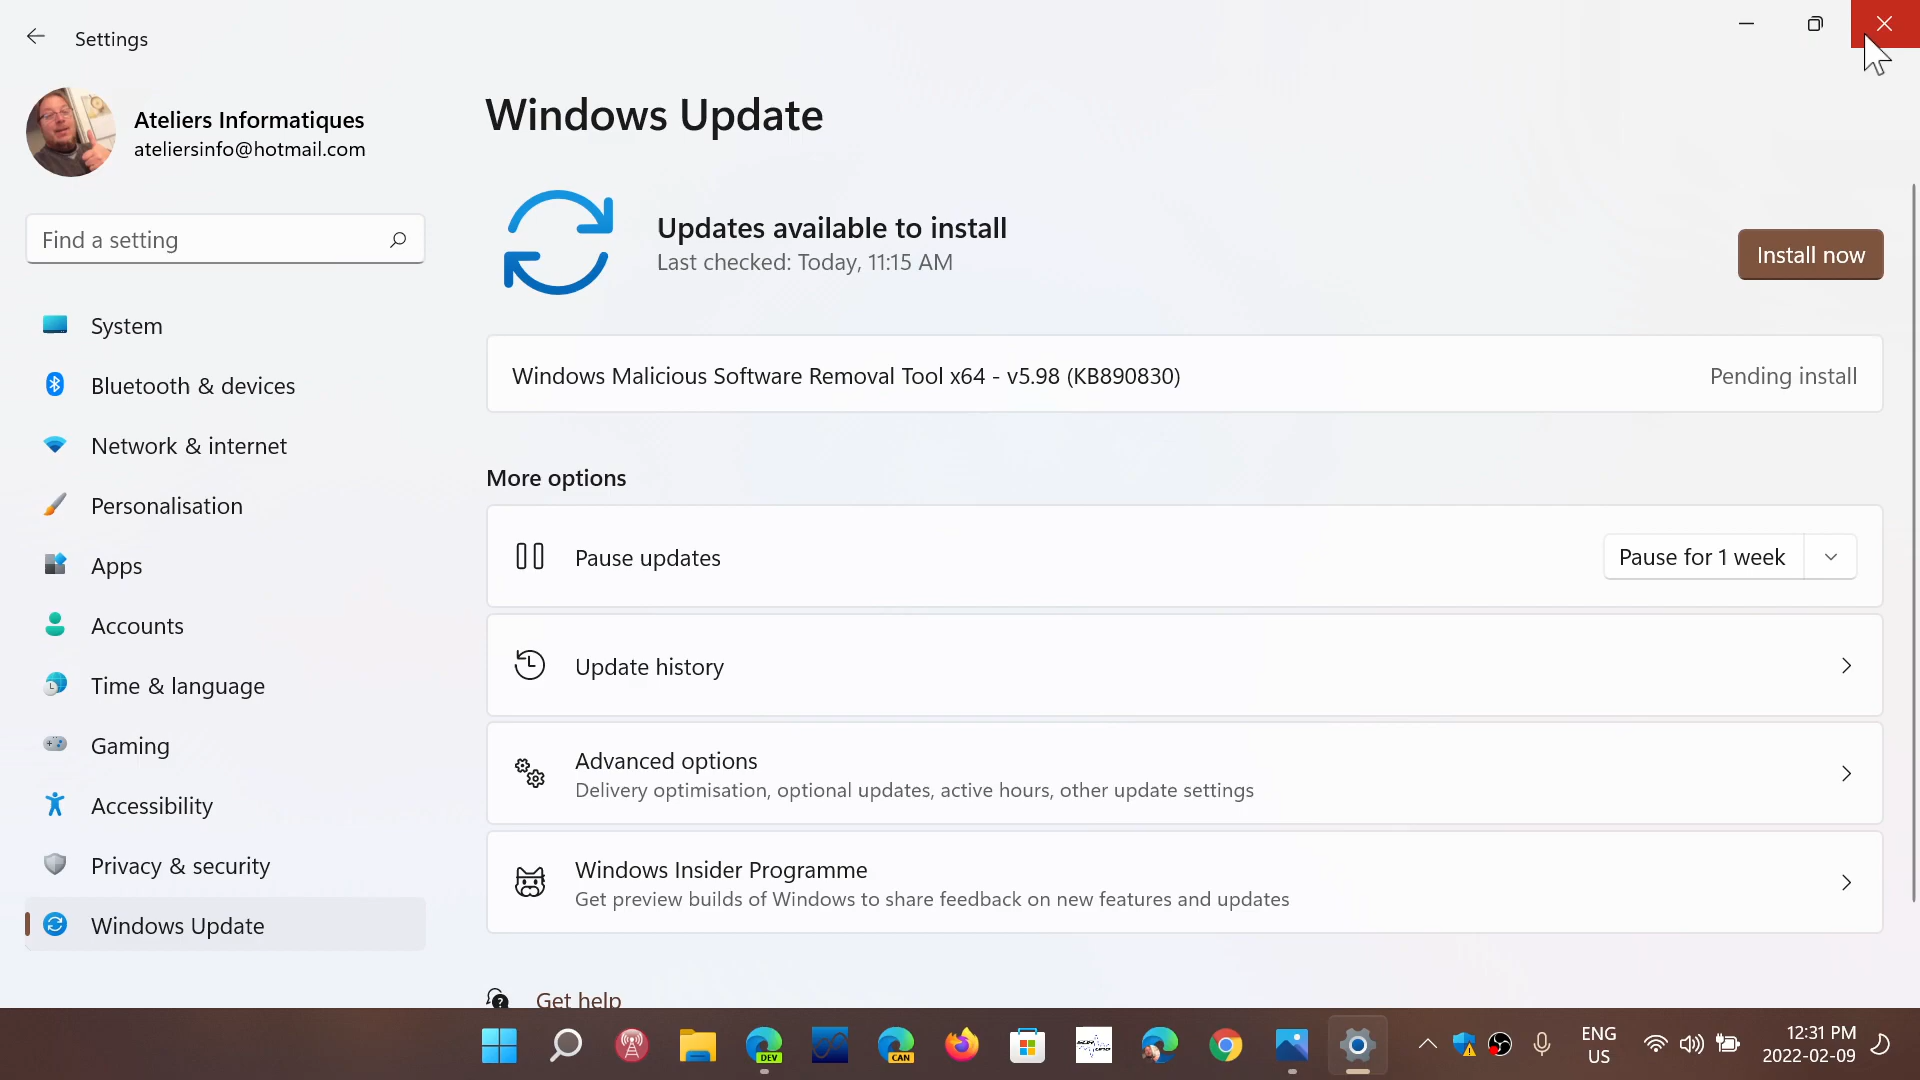 Settings
Ateliers Informatiques
ateliersinfo@hotmail.com
Find a setting
System
Bluetooth & devices
Network & internet
Personalisation
Apps
Accounts
Time & language
Gaming
Accessibility
Privacy & security
Windows Update
Windows Update
Updates available to install
Last checked: Today, 11:15 AM
Install now
Windows Malicious Software Removal Tool x64 - v5.98 (KB890830)
Pending install
More options
Pause updates
Pause for 1 week
Update history
Advanced options
Delivery optimisation, optional updates, active hours, other update settings
Windows Insider Programme
Get preview builds of Windows to share feedback on new features and updates
Get help
DEV
CAN
ENG
US
12:31 PM
2022-02-09